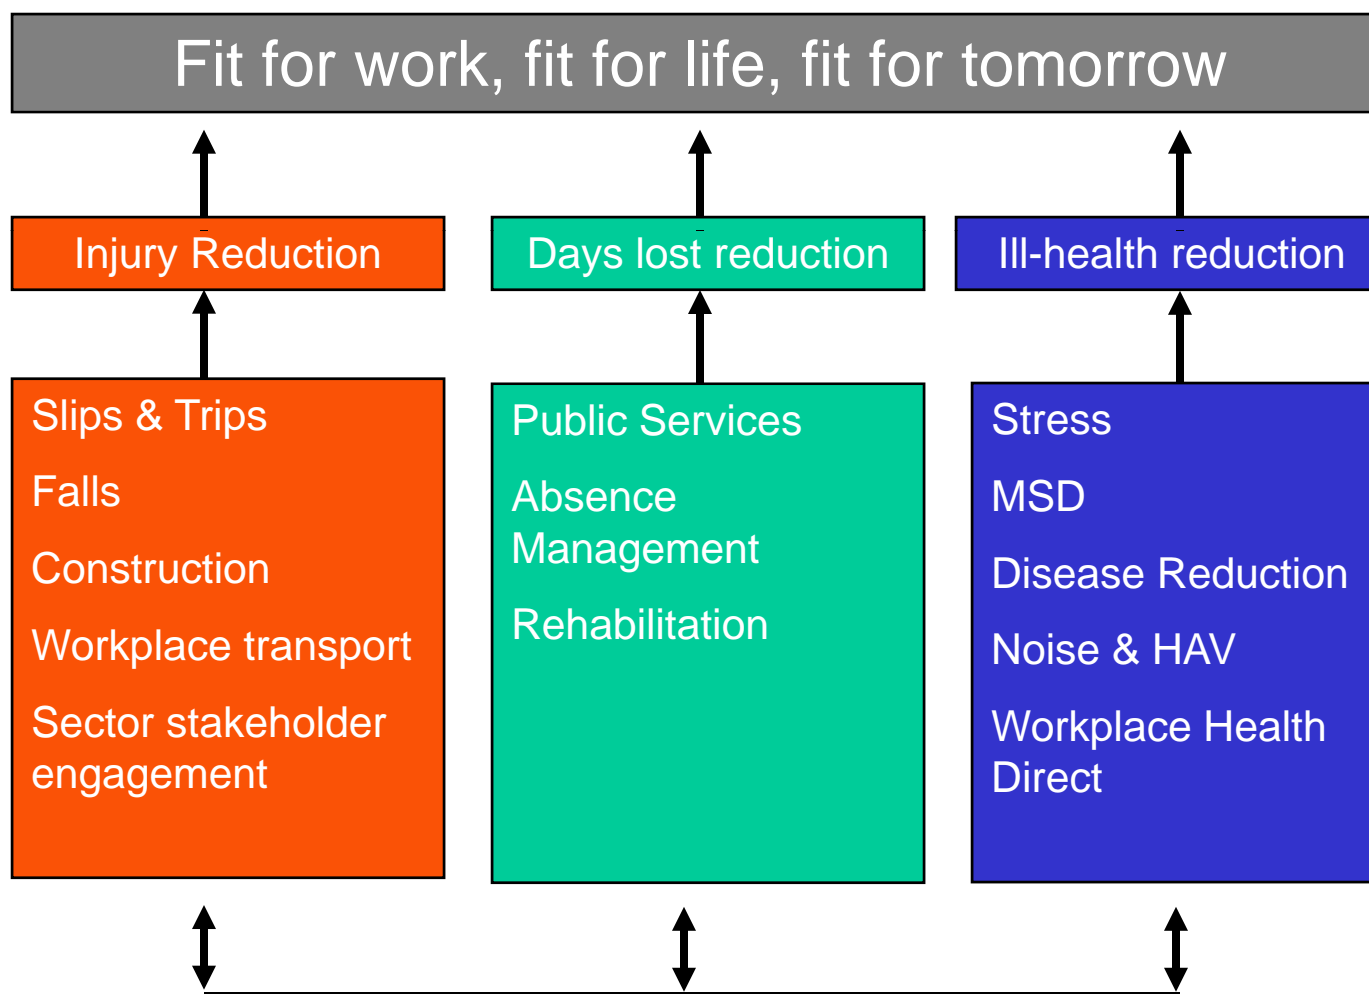 Fit for work, fit for life, fit for tomorrow
Injury Reduction
Days lost reduction
Ill-health reduction
Slips & Trips
Falls
Construction
Workplace transport
Sector stakeholder
engagement
Public Services
Absence
Management
Rehabilitation
Stress
MSD
Disease Reduction
Noise & HAV
Workplace Health
Direct